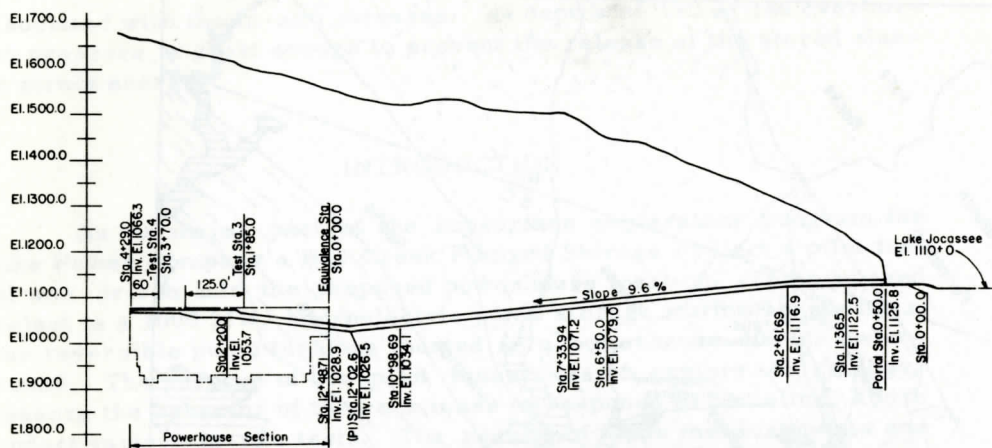 El.1700.0
El.1600.0
El.1500.0
El.1400.0
El.1300.0
El.1200.0
El.1100.0
El.1000.0
El.900.0
El.800.0
Sta.4+29.0
Inv. El.1066.3
Test Sta.4
Sta.3+70.0
60'
125.0'
Test Sta.3
Sta.1+85.0
Sta.2+20.0
Inv. El.
1053.7
Equivalence Sta.
Sta.0+00.0
Sta.12+48.71
Inv. El.1028.9
(PI) Sta.12+02.6
Inv. El.1026.5
Sta.10+98.69
Inv. El.1034.1
Slope 9.6 %
Sta.7+33.94
Inv. El.1071.2
Sta.6+50.0
Inv. El.1079.0
Sta.2+61.69
Inv. El.1116.9
Sta.1+36.5
Inv. El.1122.5
Portal Sta.0+50.0
Inv. El.1125.8
Sta. 0+00.0
Lake Jocassee
El. 1110+0
Powerhouse Section